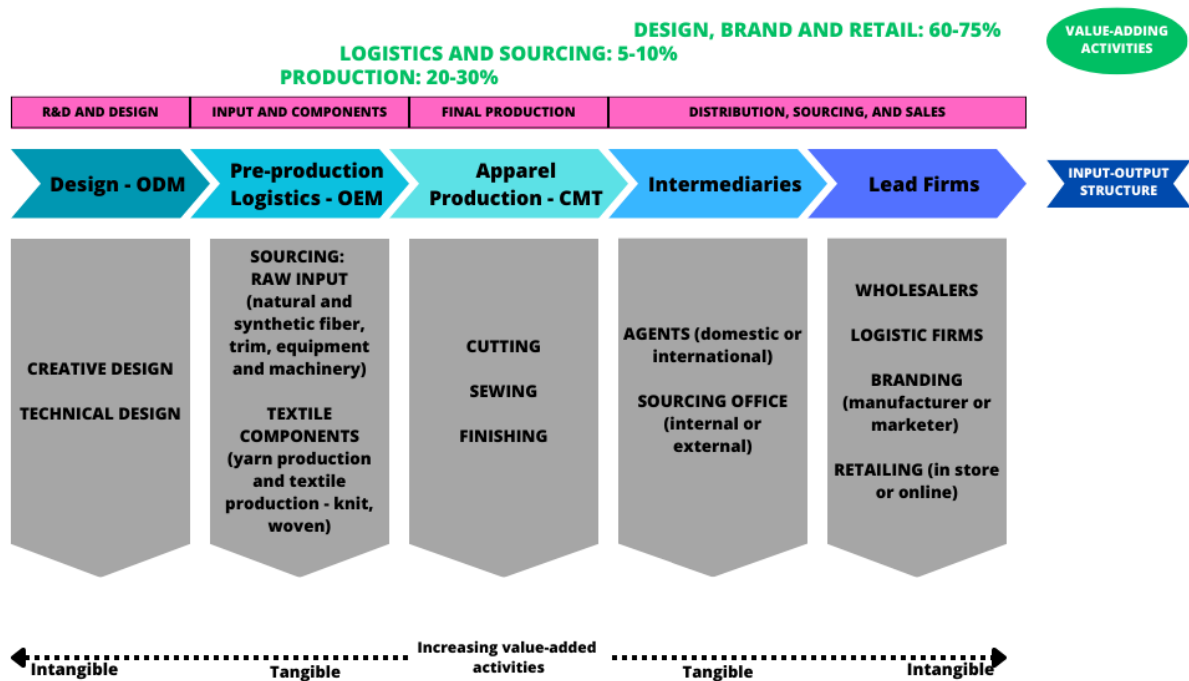 DESIGN, BRAND AND RETAIL: 60-75%
LOGISTICS AND SOURCING: 5-10%
PRODUCTION: 20-30%
VALUE-ADDING
ACTIVITIES
R&D AND DESIGN
INPUT AND COMPONENTS
FINAL PRODUCTION
DISTRIBUTION, SOURCING, AND SALES
Design - ODM
Pre-production
Logistics - OEM
Apparel
Production - CMT
Intermediaries
Lead Firms
INPUT-OUTPUT
STRUCTURE
CREATIVE DESIGN
TECHNICAL DESIGN
SOURCING:
RAW INPUT
(natural and
synthetic fiber,
trim, equipment
and machinery)
TEXTILE
COMPONENTS
(yarn production
and textile
production - knit,
woven)
CUTTING
SEWING
FINISHING
AGENTS (domestic or
international)
SOURCING OFFICE
(internal or
external)
WHOLESALERS
LOGISTIC FIRMS
BRANDING
(manufacturer or
marketer)
RETAILING (in store
or online)
Intangible
Tangible
Increasing value-added
activities
Tangible
Intangible